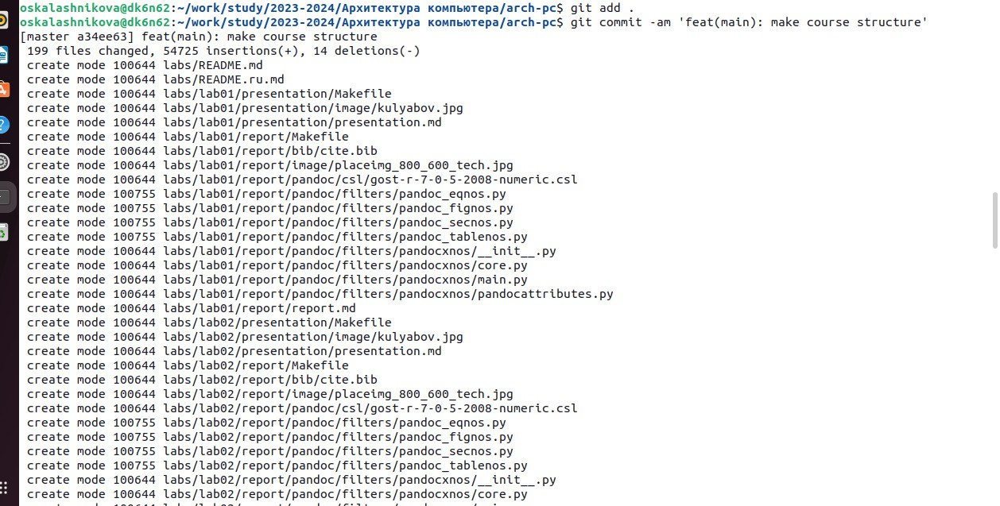 oskalashnikova@dk6n62:~/work/study/2023-2024/Архитектура компьютера/arch-pc$ git add .
oskalashnikova@dk6n62:~/work/study/2023-2024/Архитектура компьютера/arch-pc$ git commit -am 'feat(main): make course structure'
[master a34ee63] feat(main): make course structure
199 files changed, 54725 insertions(+), 14 deletions(-)
create mode 100644 labs/README.md
create mode 100644 labs/README.ru.md
create mode 100644 labs/lab01/presentation/Makefile
create mode 100644 labs/lab01/presentation/image/kulyabov.jpg
create mode 100644 labs/lab01/presentation/presentation.md
create mode 100644 labs/lab01/report/Makefile
create mode 100644 labs/lab01/report/bib/cite.bib
create mode 100644 labs/lab01/report/image/placeimg_800_600_tech.jpg
create mode 100644 labs/lab01/report/pandoc/csl/gost-r-7-0-5-2008-numeric.csl
create mode 100755 labs/lab01/report/pandoc/filters/pandoc_eqnos.py
create mode 100755 labs/lab01/report/pandoc/filters/pandoc_fignos.py
create mode 100755 labs/lab01/report/pandoc/filters/pandoc_secnos.py
create mode 100755 labs/lab01/report/pandoc/filters/pandoc_tablenos.py
create mode 100644 labs/lab01/report/pandoc/filters/pandocxnos/__init__.py
create mode 100644 labs/lab01/report/pandoc/filters/pandocxnos/core.py
create mode 100644 labs/lab01/report/pandoc/filters/pandocxnos/main.py
create mode 100644 labs/lab01/report/pandoc/filters/pandocxnos/pandocattributes.py
create mode 100644 labs/lab01/report/report.md
create mode 100644 labs/lab02/presentation/Makefile
create mode 100644 labs/lab02/presentation/image/kulyabov.jpg
create mode 100644 labs/lab02/presentation/presentation.md
create mode 100644 labs/lab02/report/Makefile
create mode 100644 labs/lab02/report/bib/cite.bib
create mode 100644 labs/lab02/report/image/placeimg_800_600_tech.jpg
create mode 100644 labs/lab02/report/pandoc/csl/gost-r-7-0-5-2008-numeric.csl
create mode 100755 labs/lab02/report/pandoc/filters/pandoc_eqnos.py
create mode 100755 labs/lab02/report/pandoc/filters/pandoc_fignos.py
create mode 100755 labs/lab02/report/pandoc/filters/pandoc_secnos.py
create mode 100755 labs/lab02/report/pandoc/filters/pandoc_tablenos.py
create mode 100644 labs/lab02/report/pandoc/filters/pandocxnos/__init__.py
create mode 100644 labs/lab02/report/pandoc/filters/pandocxnos/core.py